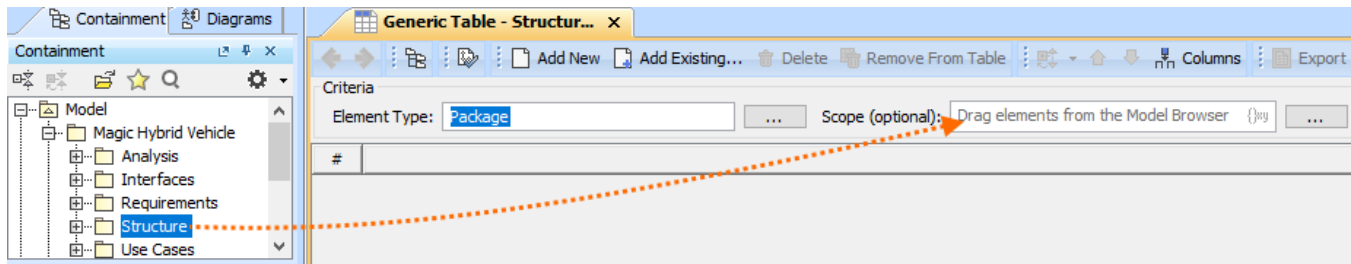 Containment Diagrams
Generic Table - Structur... ×
Containment
Add New Add Existing... Delete Remove From Table Columns Export
Criteria
Element Type: Package ... Scope (optional): Drag elements from the Model Browser {}xy ...
#
Model
Magic Hybrid Vehicle
Analysis
Interfaces
Requirements
Structure
Use Cases